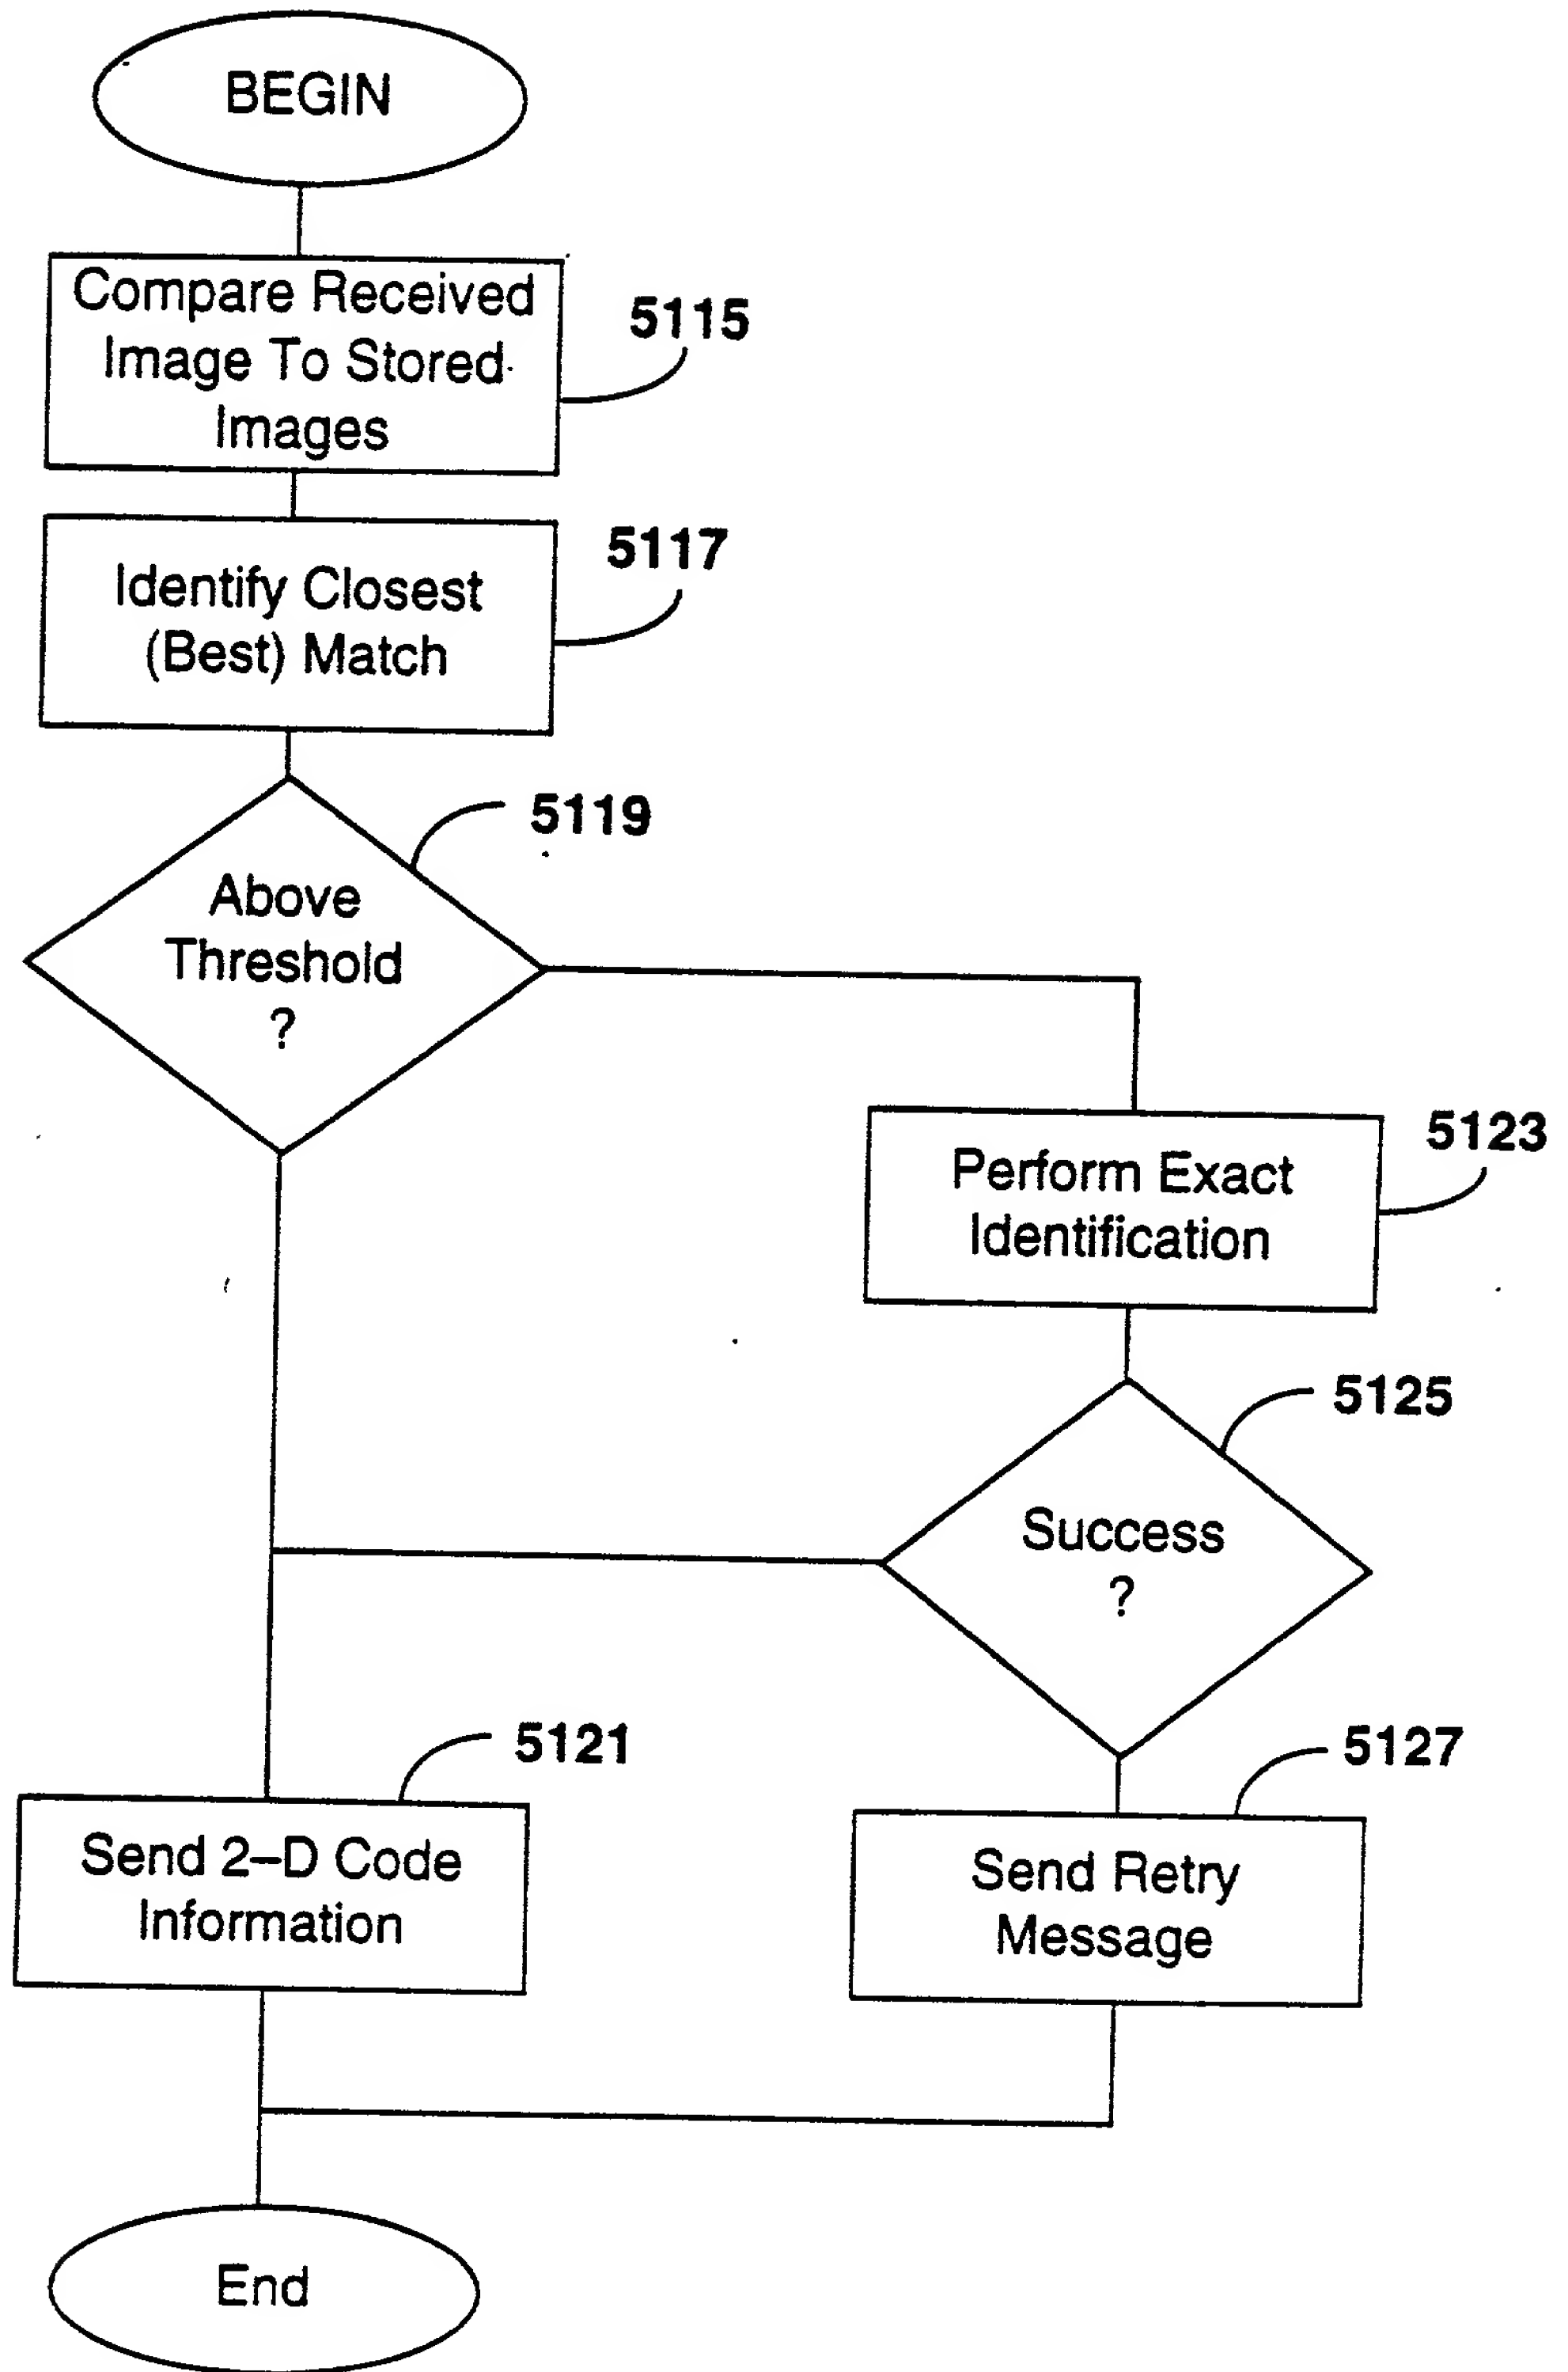 BEGIN
Compare Received
Image To Stored
Images
5115
Identify Closest
(Best) Match
5117
5119
Above
Threshold
?
Perform Exact
Identification
5123
5125
Success
?
5121
Send 2–D Code
Information
5127
Send Retry
Message
End